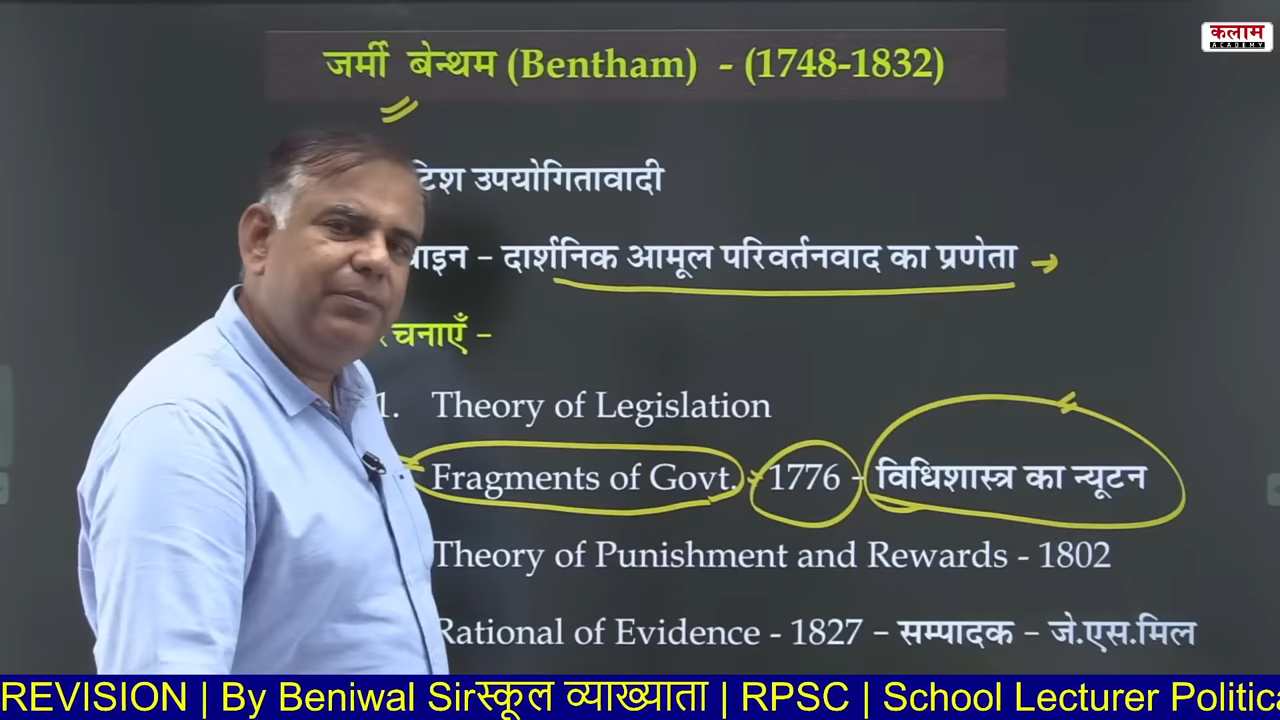 कलाम
ACADEMY
जर्मी बेन्थम (Bentham) - (1748-1832)
टिश उपयोगितावादी
बाइन - दार्शनिक आमूल परिवर्तनवाद का प्रणेता →
रचनाएँ -
1. Theory of Legislation
Fragments of Govt. - 1776 - विधिशास्त्र का न्यूटन
Theory of Punishment and Rewards - 1802
Rational of Evidence - 1827 - सम्पादक - जे.एस.मिल
REVISION | By Beniwal Sirस्कूल व्याख्याता | RPSC | School Lecturer Politica